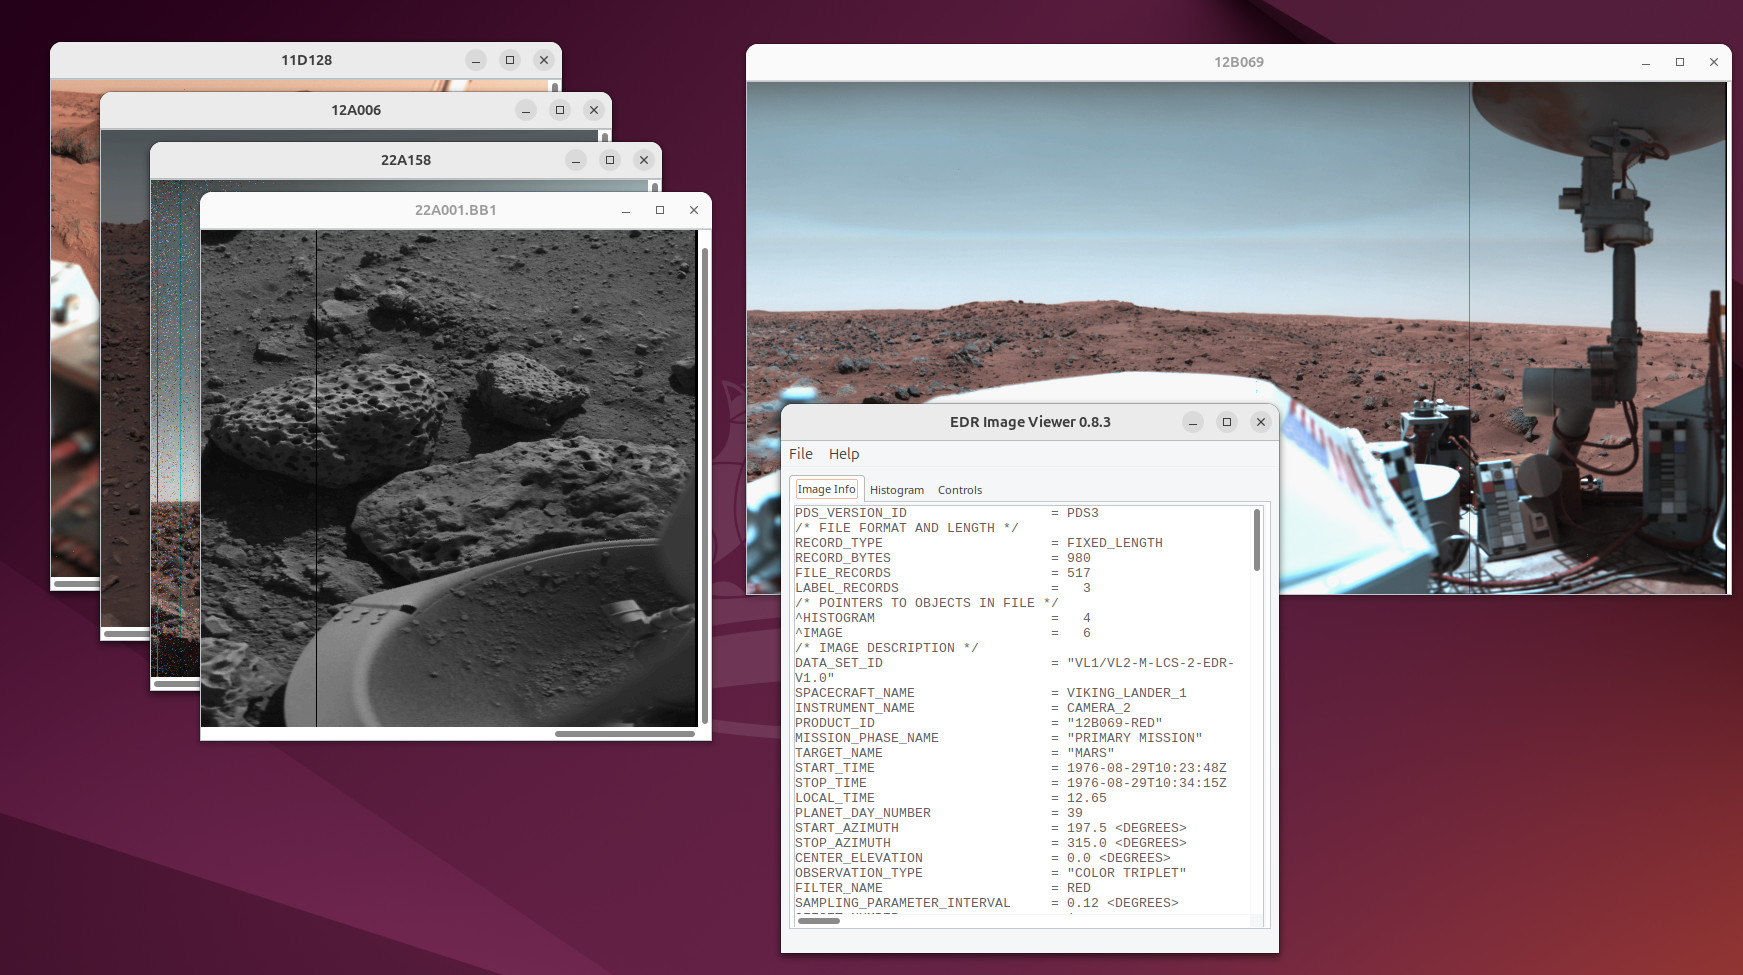 11D128
12A006
22A158
22A001.BB1
12B069
EDR Image Viewer 0.8.3
File Help
Image Info Histogram Controls
PDS_VERSION_ID = PDS3
/* FILE FORMAT AND LENGTH */
RECORD_TYPE = FIXED_LENGTH
RECORD_BYTES = 980
FILE_RECORDS = 517
LABEL_RECORDS = 3
/* POINTERS TO OBJECTS IN FILE */
^HISTOGRAM = 4
^IMAGE = 6
/* IMAGE DESCRIPTION */
DATA_SET_ID = "VL1/VL2-M-LCS-2-EDR-
V1.0"
SPACECRAFT_NAME = VIKING_LANDER_1
INSTRUMENT_NAME = CAMERA_2
PRODUCT_ID = "12B069-RED"
MISSION_PHASE_NAME = "PRIMARY MISSION"
TARGET_NAME = "MARS"
START_TIME = 1976-08-29T10:23:48Z
STOP_TIME = 1976-08-29T10:34:15Z
LOCAL_TIME = 12.65
PLANET_DAY_NUMBER = 39
START_AZIMUTH = 197.5 <DEGREES>
STOP_AZIMUTH = 315.0 <DEGREES>
CENTER_ELEVATION = 0.0 <DEGREES>
OBSERVATION_TYPE = "COLOR TRIPLET"
FILTER_NAME = RED
SAMPLING_PARAMETER_INTERVAL = 0.12 <DEGREES>